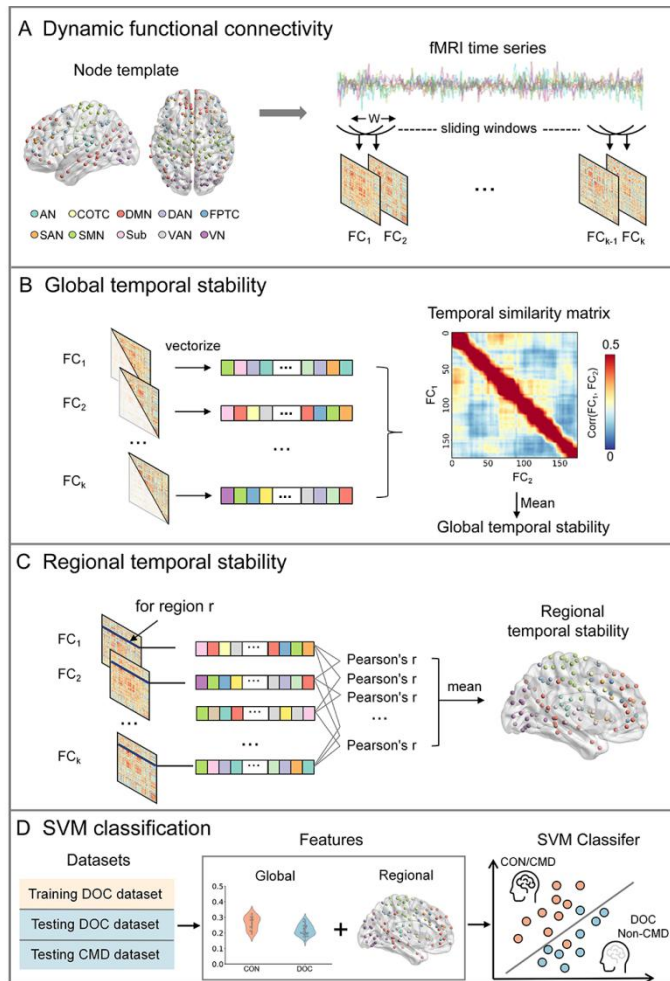 A Dynamic functional connectivity
Node template
fMRI time series
W
sliding windows
AN COTC DMN DAN FPTC
SAN SMN Sub VAN VN
...
FC1 FC2 FCk-1 FCk
B Global temporal stability
Temporal similarity matrix
FC1
vectorize
...
FC2
...
...
...
FCk
...
0
50
100
150
FC1
0 50 100 150
FC2
0.5
0
Corr(FC1, FC2)
Mean
Global temporal stability
C Regional temporal stability
for region r
Regional
temporal stability
FC1
...
Pearson's r
FC2
...
Pearson's r
Pearson's r
mean
...
...
...
...
Pearson's r
FCk
...
D SVM classification
Datasets
Features
SVM Classifer
Training DOC dataset
Testing DOC dataset
Testing CMD dataset
Global
Regional
0.5
0.4
0.3
0.2
0.1
0.0
CON DOC
+
CON/CMD
DOC
Non-CMD